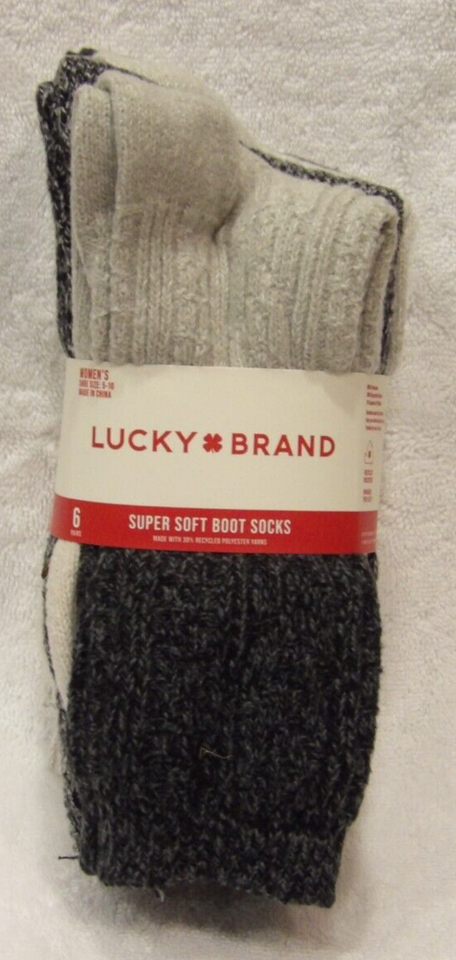 WOMEN'S
SHOE SIZE: 5-10
MADE IN CHINA
LUCKY BRAND
6
PAIRS
SUPER SOFT BOOT SOCKS
MADE WITH 30% RECYCLED POLYESTER YARNS